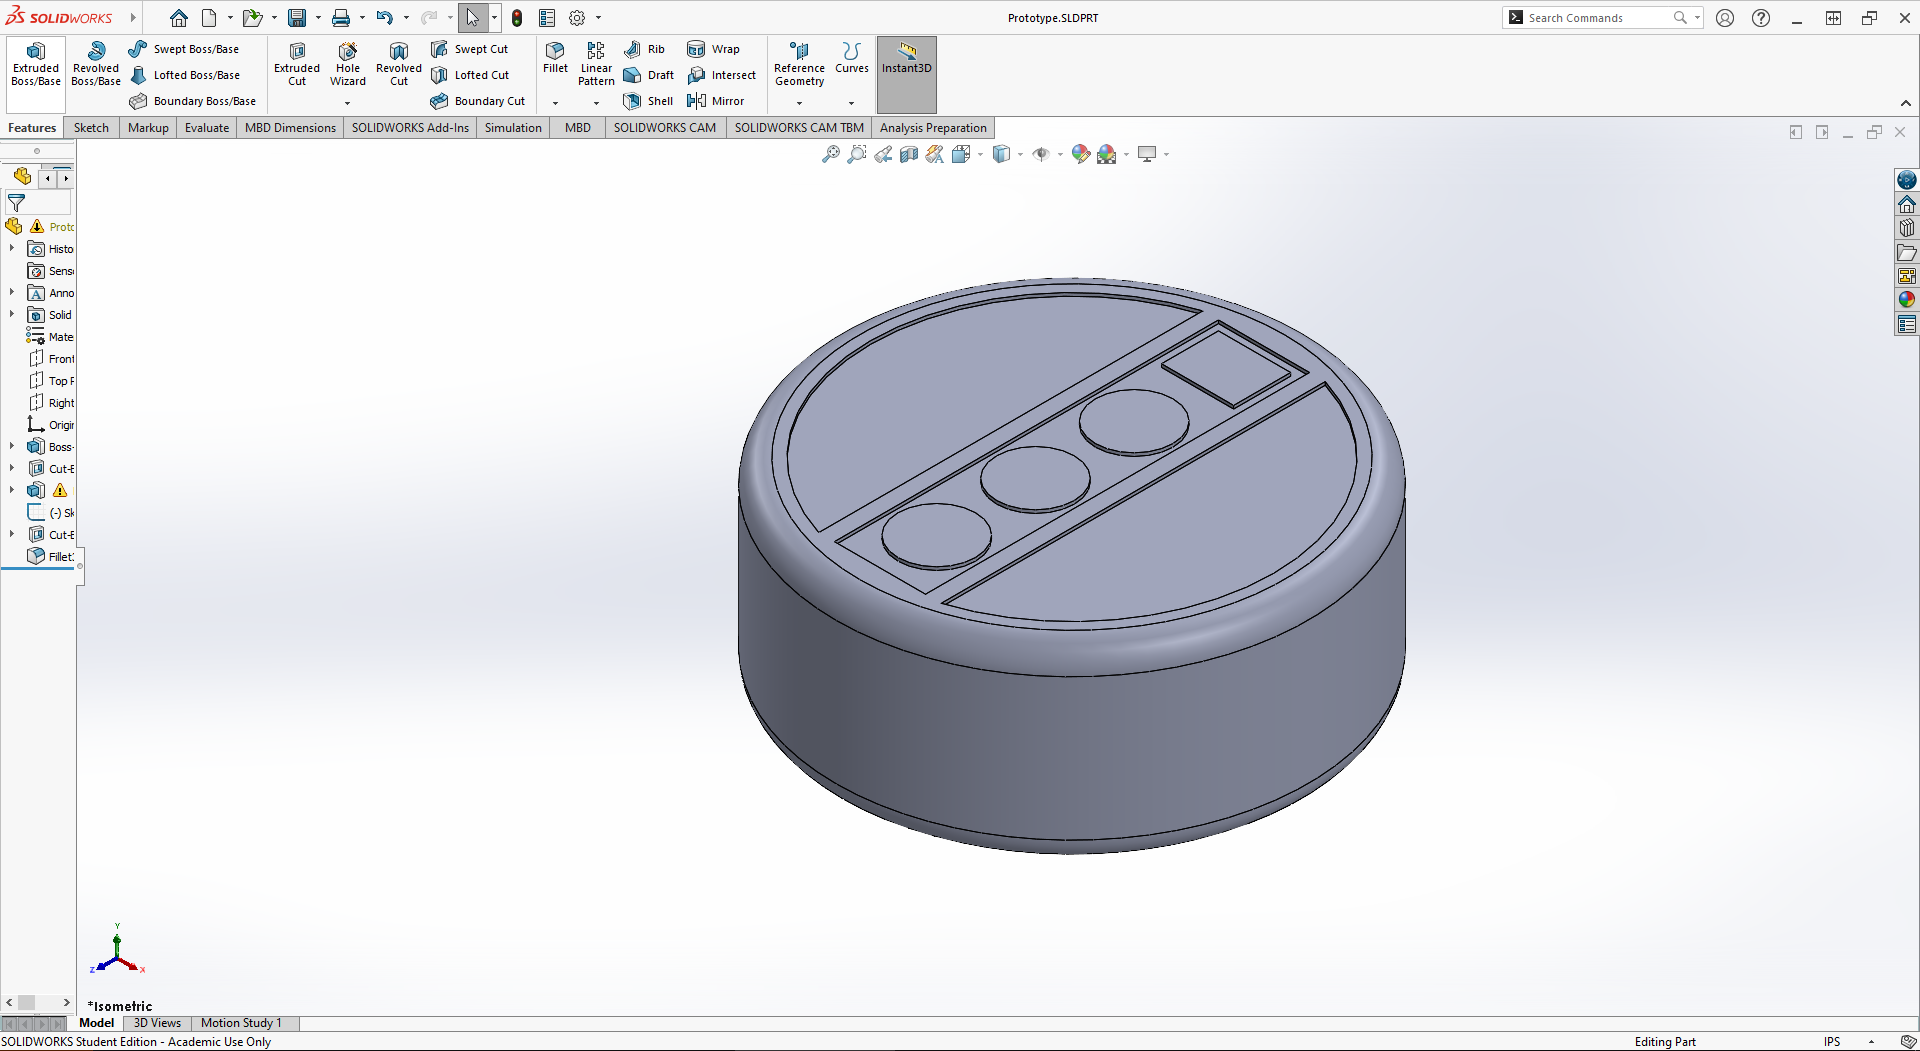 SOLIDWORKS
Prototype.SLDPRT
Search Commands
Extruded Boss/Base
Revolved Boss/Base
Swept Boss/Base
Lofted Boss/Base
Boundary Boss/Base
Extruded Cut
Hole Wizard
Revolved Cut
Swept Cut
Lofted Cut
Boundary Cut
Fillet
Linear Pattern
Rib
Draft
Shell
Wrap
Intersect
Mirror
Reference Geometry
Curves
Instant3D
Features
Sketch
Markup
Evaluate
MBD Dimensions
SOLIDWORKS Add-Ins
Simulation
MBD
SOLIDWORKS CAM
SOLIDWORKS CAM TBM
Analysis Preparation
Proto
Histo
Sens
Anno
Solid
Mate
Front
Top P
Right
Origin
Boss-
Cut-E
(-) Sk
Cut-E
Fillet
Y
Z
X
*Isometric
Model
3D Views
Motion Study 1
SOLIDWORKS Student Edition - Academic Use Only
Editing Part
IPS